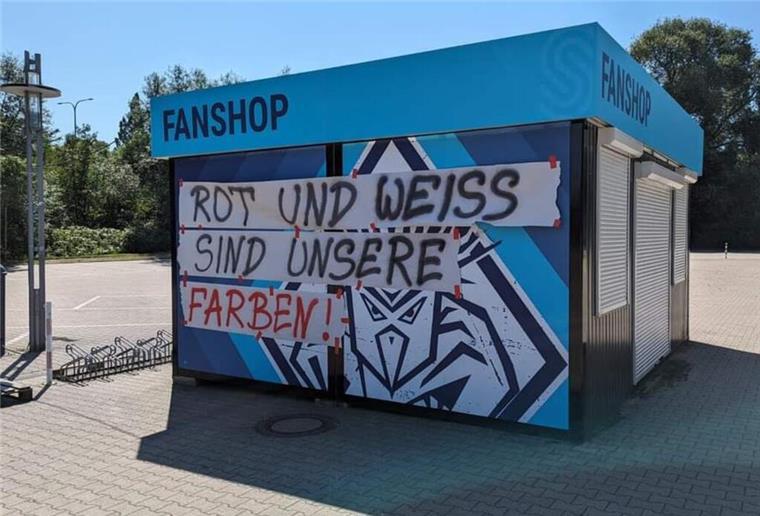 FANSHOP
FANSHOP
ROT UND WEISS
SIND UNSERE
FARBEN!